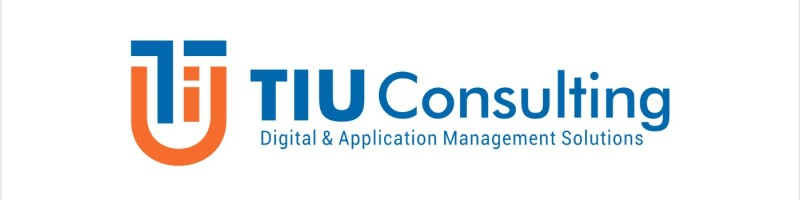 TIU Consulting
Digital & Application Management Solutions